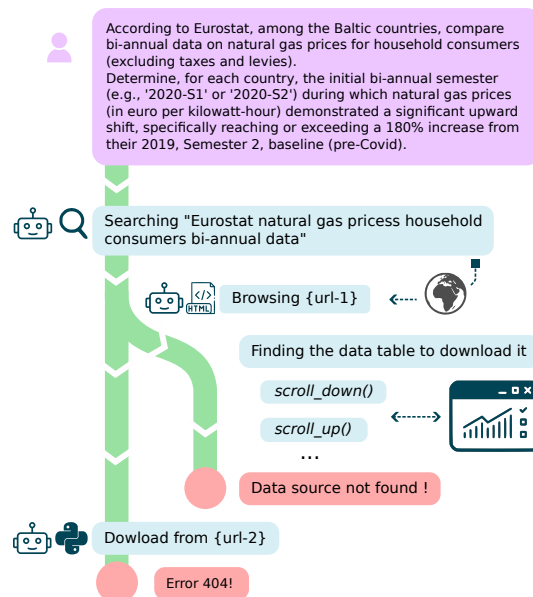 According to Eurostat, among the Baltic countries, compare
bi-annual data on natural gas prices for household consumers
(excluding taxes and levies).
Determine, for each country, the initial bi-annual semester
(e.g., '2020-S1' or '2020-S2') during which natural gas prices
(in euro per kilowatt-hour) demonstrated a significant upward
shift, specifically reaching or exceeding a 180% increase from
their 2019, Semester 2, baseline (pre-Covid).
Searching "Eurostat natural gas pricess household
consumers bi-annual data"
</>
HTML
Browsing {url-1}
Finding the data table to download it
scroll_down()
scroll_up()
...
Data source not found !
Dowload from {url-2}
Error 404!